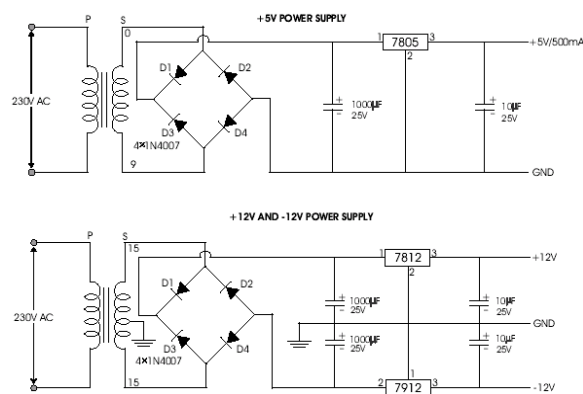 +5V POWER SUPPLY
P
S
0
D1
D2
7805
1
3
2
+5V/500mA
230V AC
1000µF
25V
10µF
25V
D3
D4
4×1N4007
9
GND
+12V AND -12V POWER SUPPLY
P
S
15
D1
D2
7812
1
3
2
+12V
230V AC
1000µF
25V
10µF
25V
GND
D3
D4
4×1N4007
1000µF
25V
10µF
25V
15
1
2
7912
3
-12V